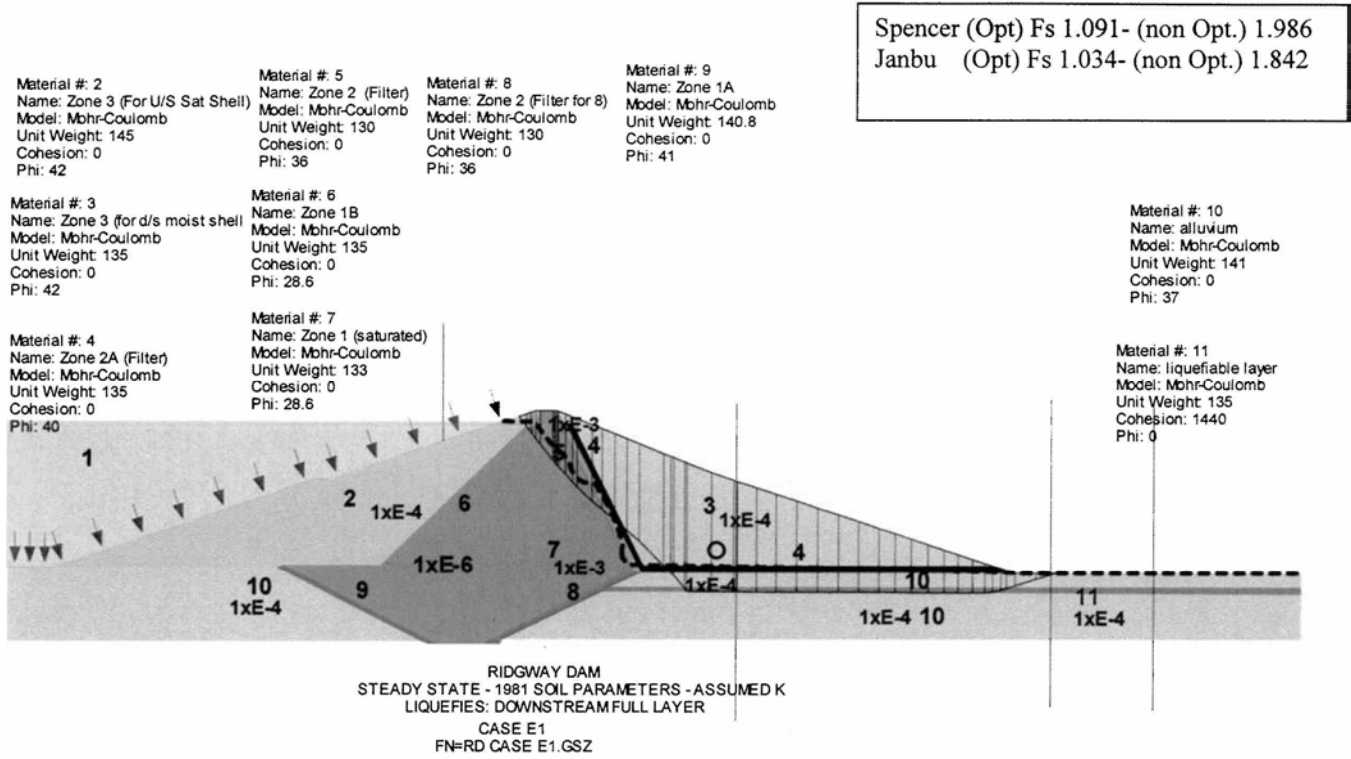 Spencer (Opt) Fs 1.091- (non Opt.) 1.986
Janbu (Opt) Fs 1.034- (non Opt.) 1.842
Material #: 2
Name: Zone 3 (For U/S Sat Shell)
Model: Mohr-Coulomb
Unit Weight: 145
Cohesion: 0
Phi: 42
Material #: 5
Name: Zone 2 (Filter)
Model: Mohr-Coulomb
Unit Weight: 130
Cohesion: 0
Phi: 36
Material #: 8
Name: Zone 2 (Filter for 8)
Model: Mohr-Coulomb
Unit Weight: 130
Cohesion: 0
Phi: 36
Material #: 9
Name: Zone 1A
Model: Mohr-Coulomb
Unit Weight: 140.8
Cohesion: 0
Phi: 41
Material #: 3
Name: Zone 3 (for d/s moist shell
Model: Mohr-Coulomb
Unit Weight: 135
Cohesion: 0
Phi: 42
Material #: 6
Name: Zone 1B
Model: Mohr-Coulomb
Unit Weight: 135
Cohesion: 0
Phi: 28.6
Material #: 10
Name: alluvium
Model: Mohr-Coulomb
Unit Weight: 141
Cohesion: 0
Phi: 37
Material #: 4
Name: Zone 2A (Filter)
Model: Mohr-Coulomb
Unit Weight: 135
Cohesion: 0
Phi: 40
Material #: 7
Name: Zone 1 (saturated)
Model: Mohr-Coulomb
Unit Weight: 133
Cohesion: 0
Phi: 28.6
Material #: 11
Name: liquefiable layer
Model: Mohr-Coulomb
Unit Weight: 135
Cohesion: 1440
Phi: 0
1
2
1xE-4
6
1xE-3
4
5
3
1xE-4
1xE-6
7
1xE-3
4
10
1xE-4
9
8
1xE-4
10
11
1xE-4
1xE-4 10
RIDGWAY DAM
STEADY STATE - 1981 SOIL PARAMETERS - ASSUMED K
LIQUEFIES: DOWNSTREAM FULL LAYER
CASE E1
FN=RD CASE E1.GSZ